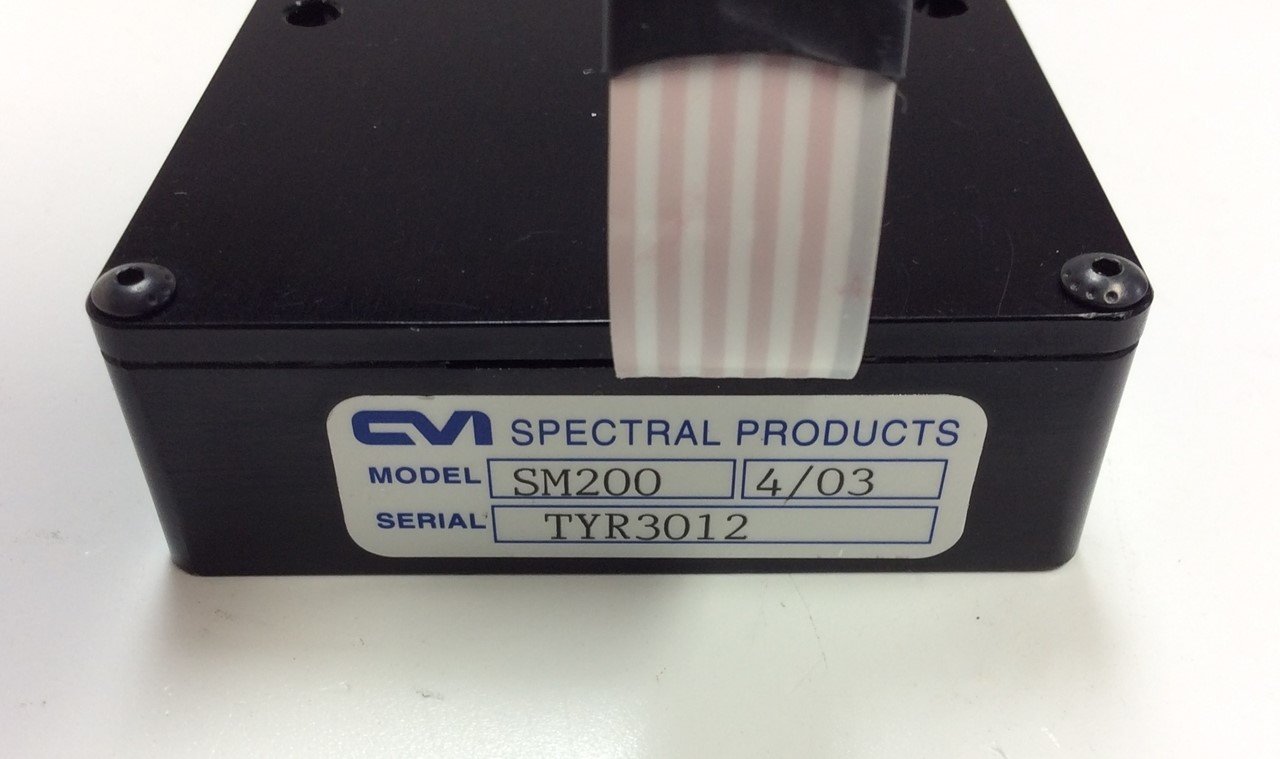 CVI SPECTRAL PRODUCTS
MODEL SM200 4/03
SERIAL TYR3012